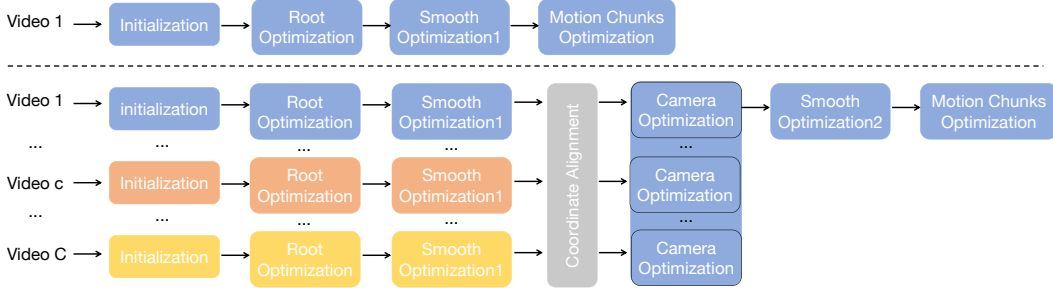 Video 1
Initialization
Root
Optimization
Smooth
Optimization1
Motion Chunks
Optimization
Video 1
initialization
Root
Optimization
Smooth
Optimization1
Coordinate Alignment
Camera
Optimization
Smooth
Optimization2
Motion Chunks
Optimization
...
...
...
...
...
Video c
Initialization
Root
Optimization
Smooth
Optimization1
Camera
Optimization
...
...
...
...
...
Video C
Initialization
Root
Optimization
Smooth
Optimization1
Camera
Optimization